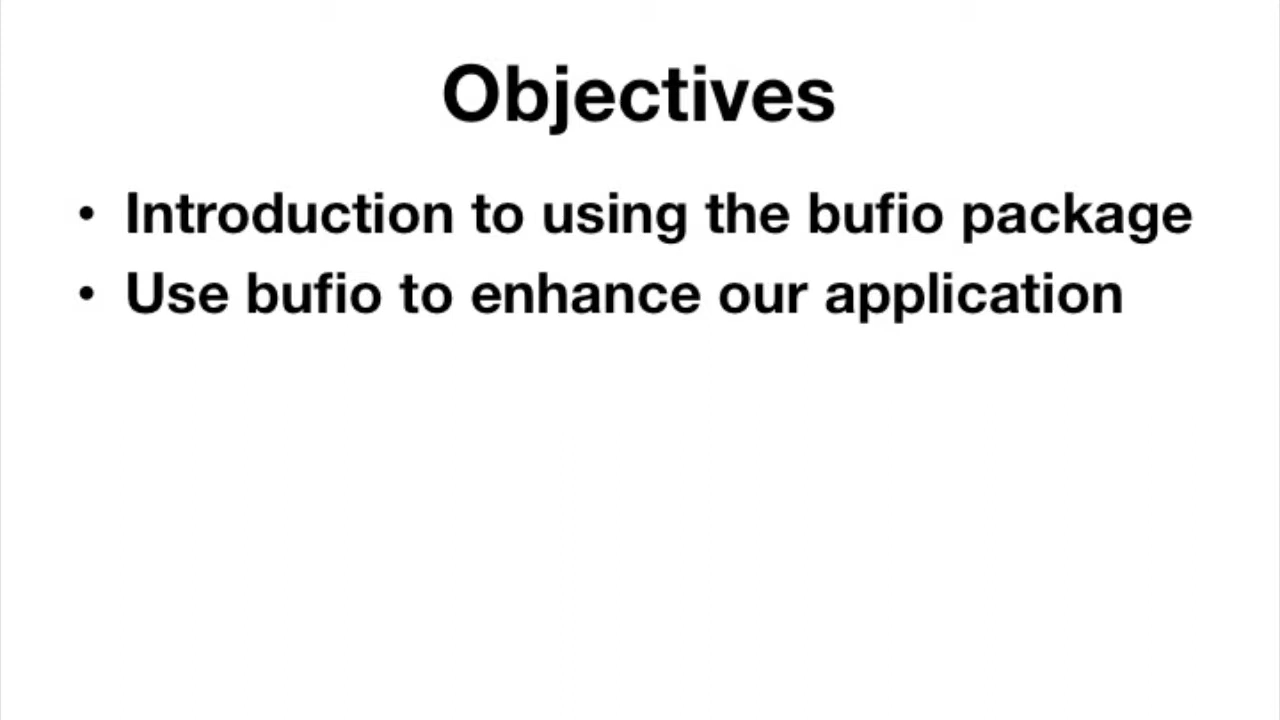 Objectives
• Introduction to using the bufio package
• Use bufio to enhance our application